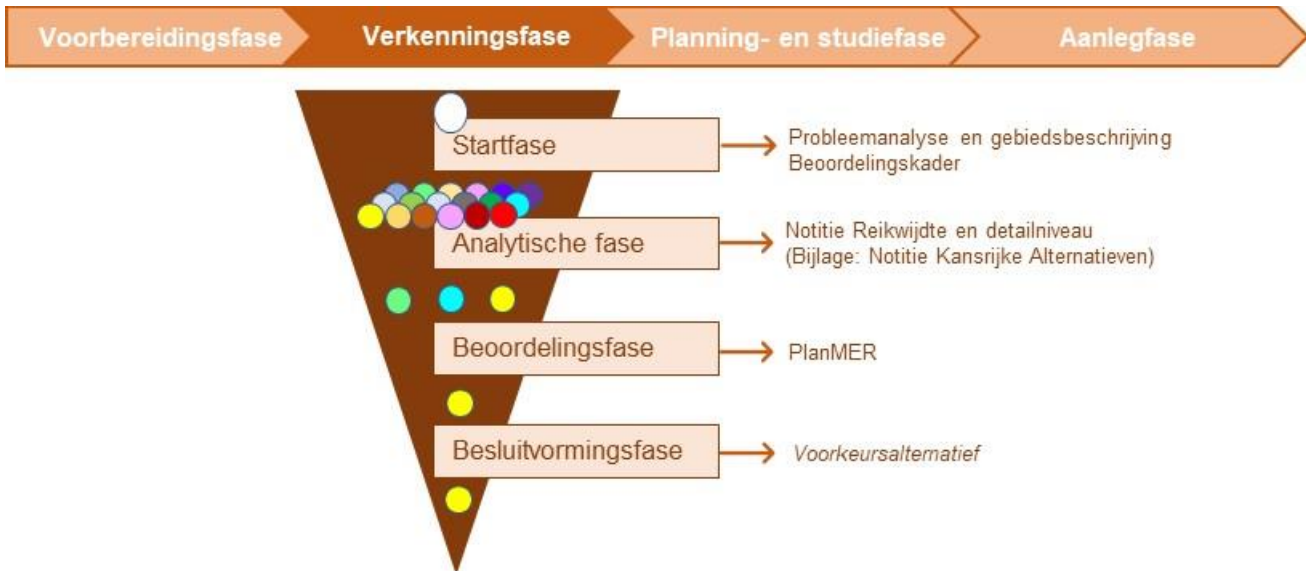 Voorbereidingsfase
Verkenningsfase
Planning- en studiefase
Aanlegfase
Startfase
Probleemanalyse en gebiedsbeschrijving
Beoordelingskader
Analytische fase
Notitie Reikwijdte en detailniveau
(Bijlage: Notitie Kansrijke Alternatieven)
Beoordelingsfase
PlanMER
Besluitvormingsfase
Voorkeursalternatief